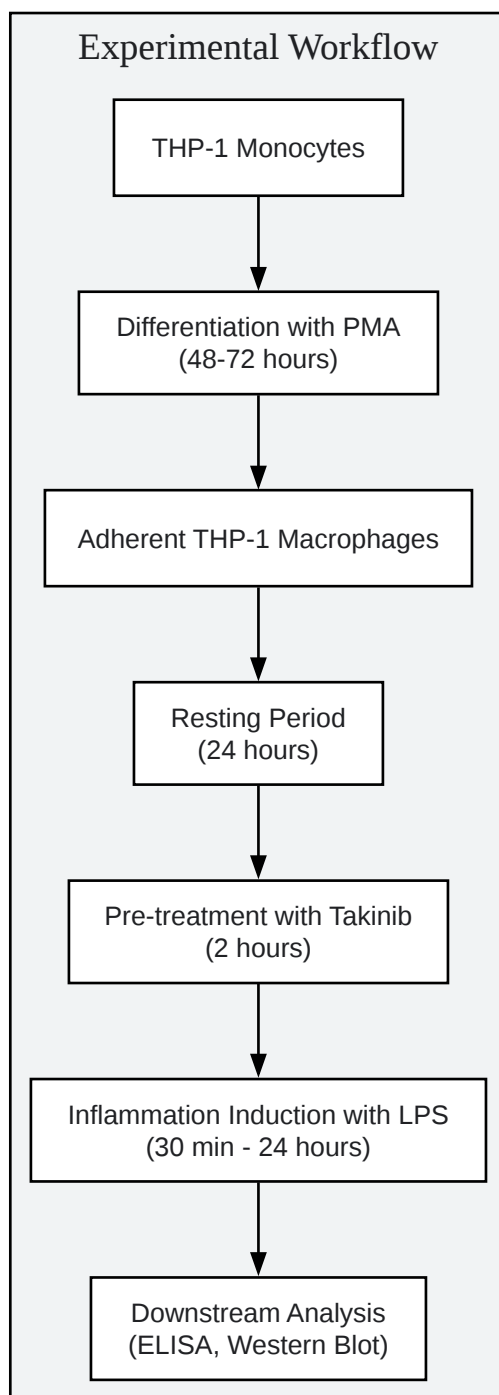 Experimental Workflow
THP-1 Monocytes
Differentiation with PMA
(48-72 hours)
Adherent THP-1 Macrophages
Resting Period
(24 hours)
Pre-treatment with Takinib
(2 hours)
Inflammation Induction with LPS
(30 min - 24 hours)
Downstream Analysis
(ELISA, Western Blot)